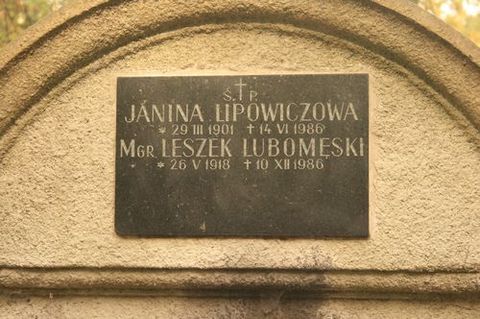 Ś. † P.
JANINA LIPOWICZOWA
* 29 III 1901 † 14 VI 1986
MGR. LESZEK LUBOMĘSKI
* 26 V 1918 † 10 XII 1986